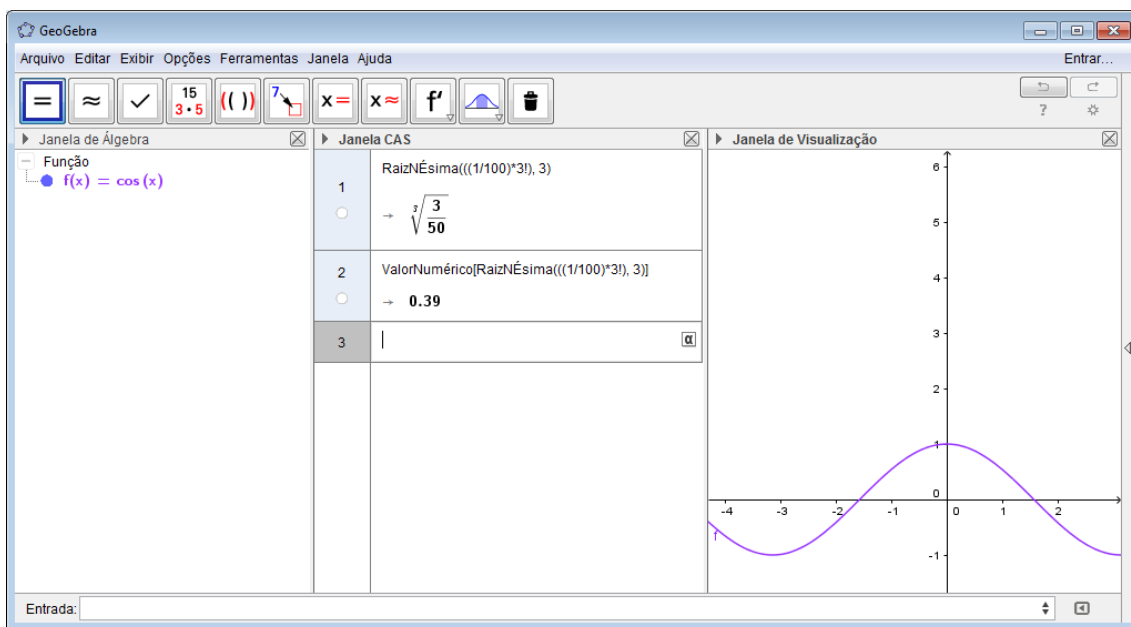 GeoGebra
Arquivo Editar Exibir Opções Ferramentas Janela Ajuda Entrar...
= ≈ ✓ 15 3·5 (( )) 7 x = x ≈ f′
?
Janela de Álgebra
Função
f(x) = cos (x)
Janela CAS
1
RaizNÉsima(((1/100)*3!), 3)
→ ∛(3/50)
2
ValorNumérico[RaizNÉsima(((1/100)*3!), 3)]
→ 0.39
3
α
Janela de Visualização
6
5
4
3
2
1
0
-4 -3 -2 -1 0 1 2
f
-1
Entrada: